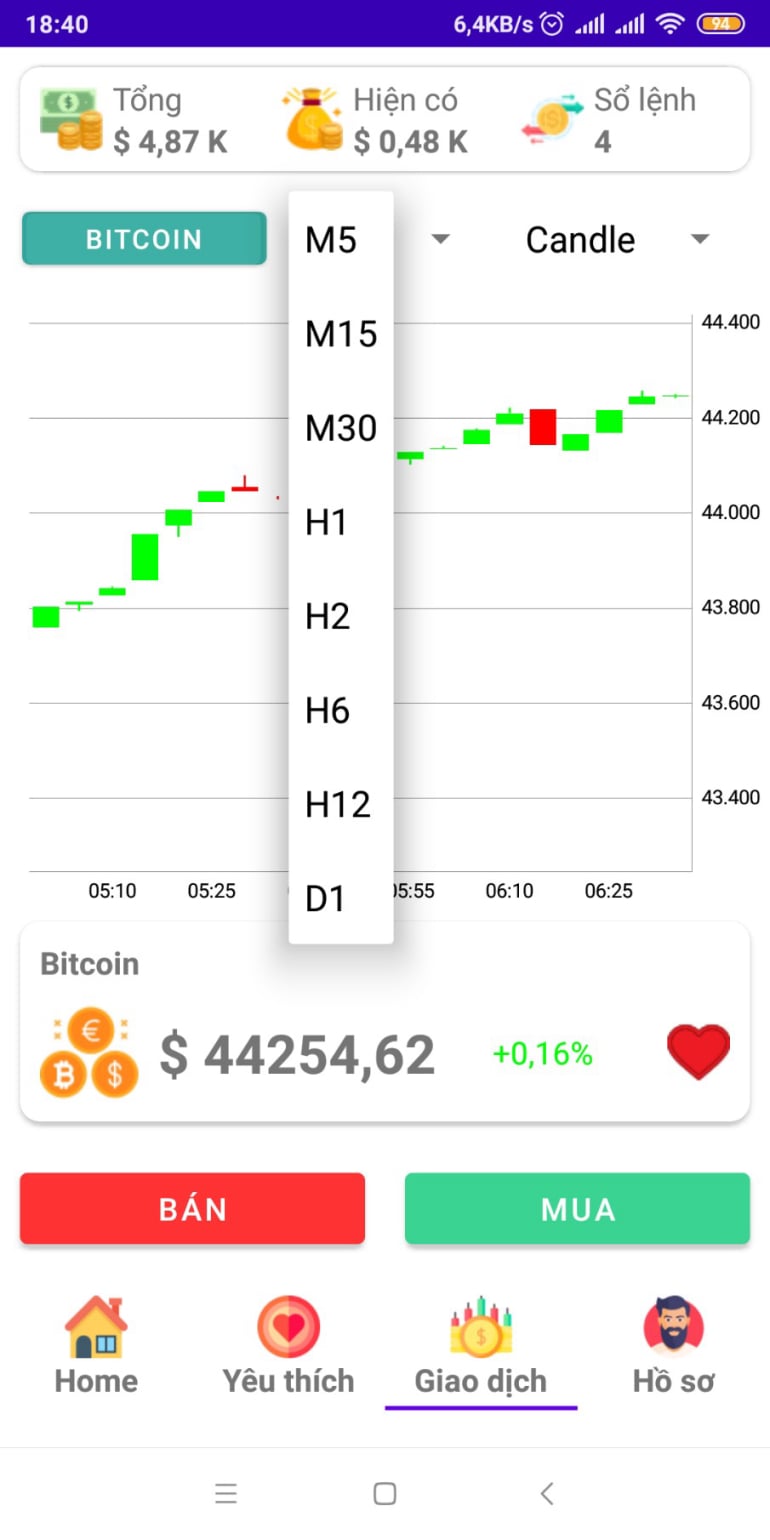 18:40 6,4KB/s 94
Tổng Hiện có Sổ lệnh
$ 4,87 K $ 0,48 K 4
BITCOIN M5 Candle
M15
M30
H1
H2
H6
H12
D1
44.400
44.200
44.000
43.800
43.600
43.400
05:10 05:25 05:55 06:10 06:25
Bitcoin
$ 44254,62 +0,16%
BÁN MUA
Home Yêu thích Giao dịch Hồ sơ